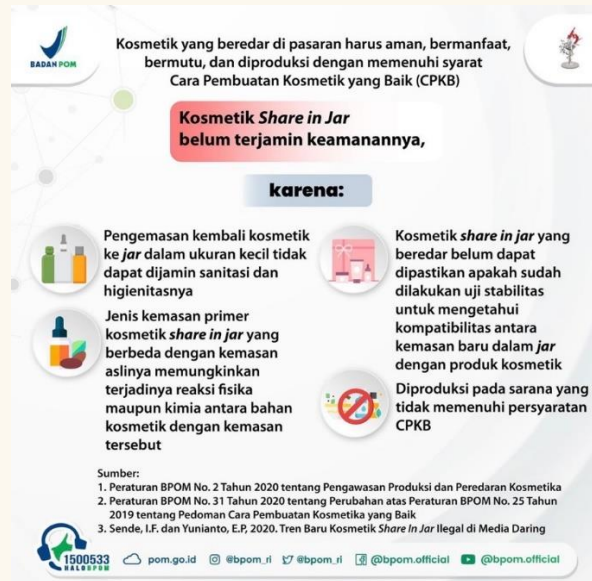 BADAN POM
Kosmetik yang beredar di pasaran harus aman, bermanfaat,
bermutu, dan diproduksi dengan memenuhi syarat
Cara Pembuatan Kosmetik yang Baik (CPKB)
Kosmetik Share in Jar
belum terjamin keamanannya,
karena:
Pengemasan kembali kosmetik
ke jar dalam ukuran kecil tidak
dapat dijamin sanitasi dan
higienitasnya
Jenis kemasan primer
kosmetik share in jar yang
berbeda dengan kemasan
aslinya memungkinkan
terjadinya reaksi fisika
maupun kimia antara bahan
kosmetik dengan kemasan
tersebut
Kosmetik share in jar yang
beredar belum dapat
dipastikan apakah sudah
dilakukan uji stabilitas
untuk mengetahui
kompatibilitas antara
kemasan baru dalam jar
dengan produk kosmetik
Diproduksi pada sarana yang
tidak memenuhi persyaratan
CPKB
Sumber:
1. Peraturan BPOM No. 2 Tahun 2020 tentang Pengawasan Produksi dan Peredaran Kosmetika
2. Peraturan BPOM No. 31 Tahun 2020 tentang Perubahan atas Peraturan BPOM No. 25 Tahun
2019 tentang Pedoman Cara Pembuatan Kosmetika yang Baik
3. Sende, I.F. dan Yunianto, E.P, 2020. Tren Baru Kosmetik Share In Jar Ilegal di Media Daring
1500533
HALOBPOM
pom.go.id
@bpom_ri
@bpom_ri
@bpom.official
@bpom.official